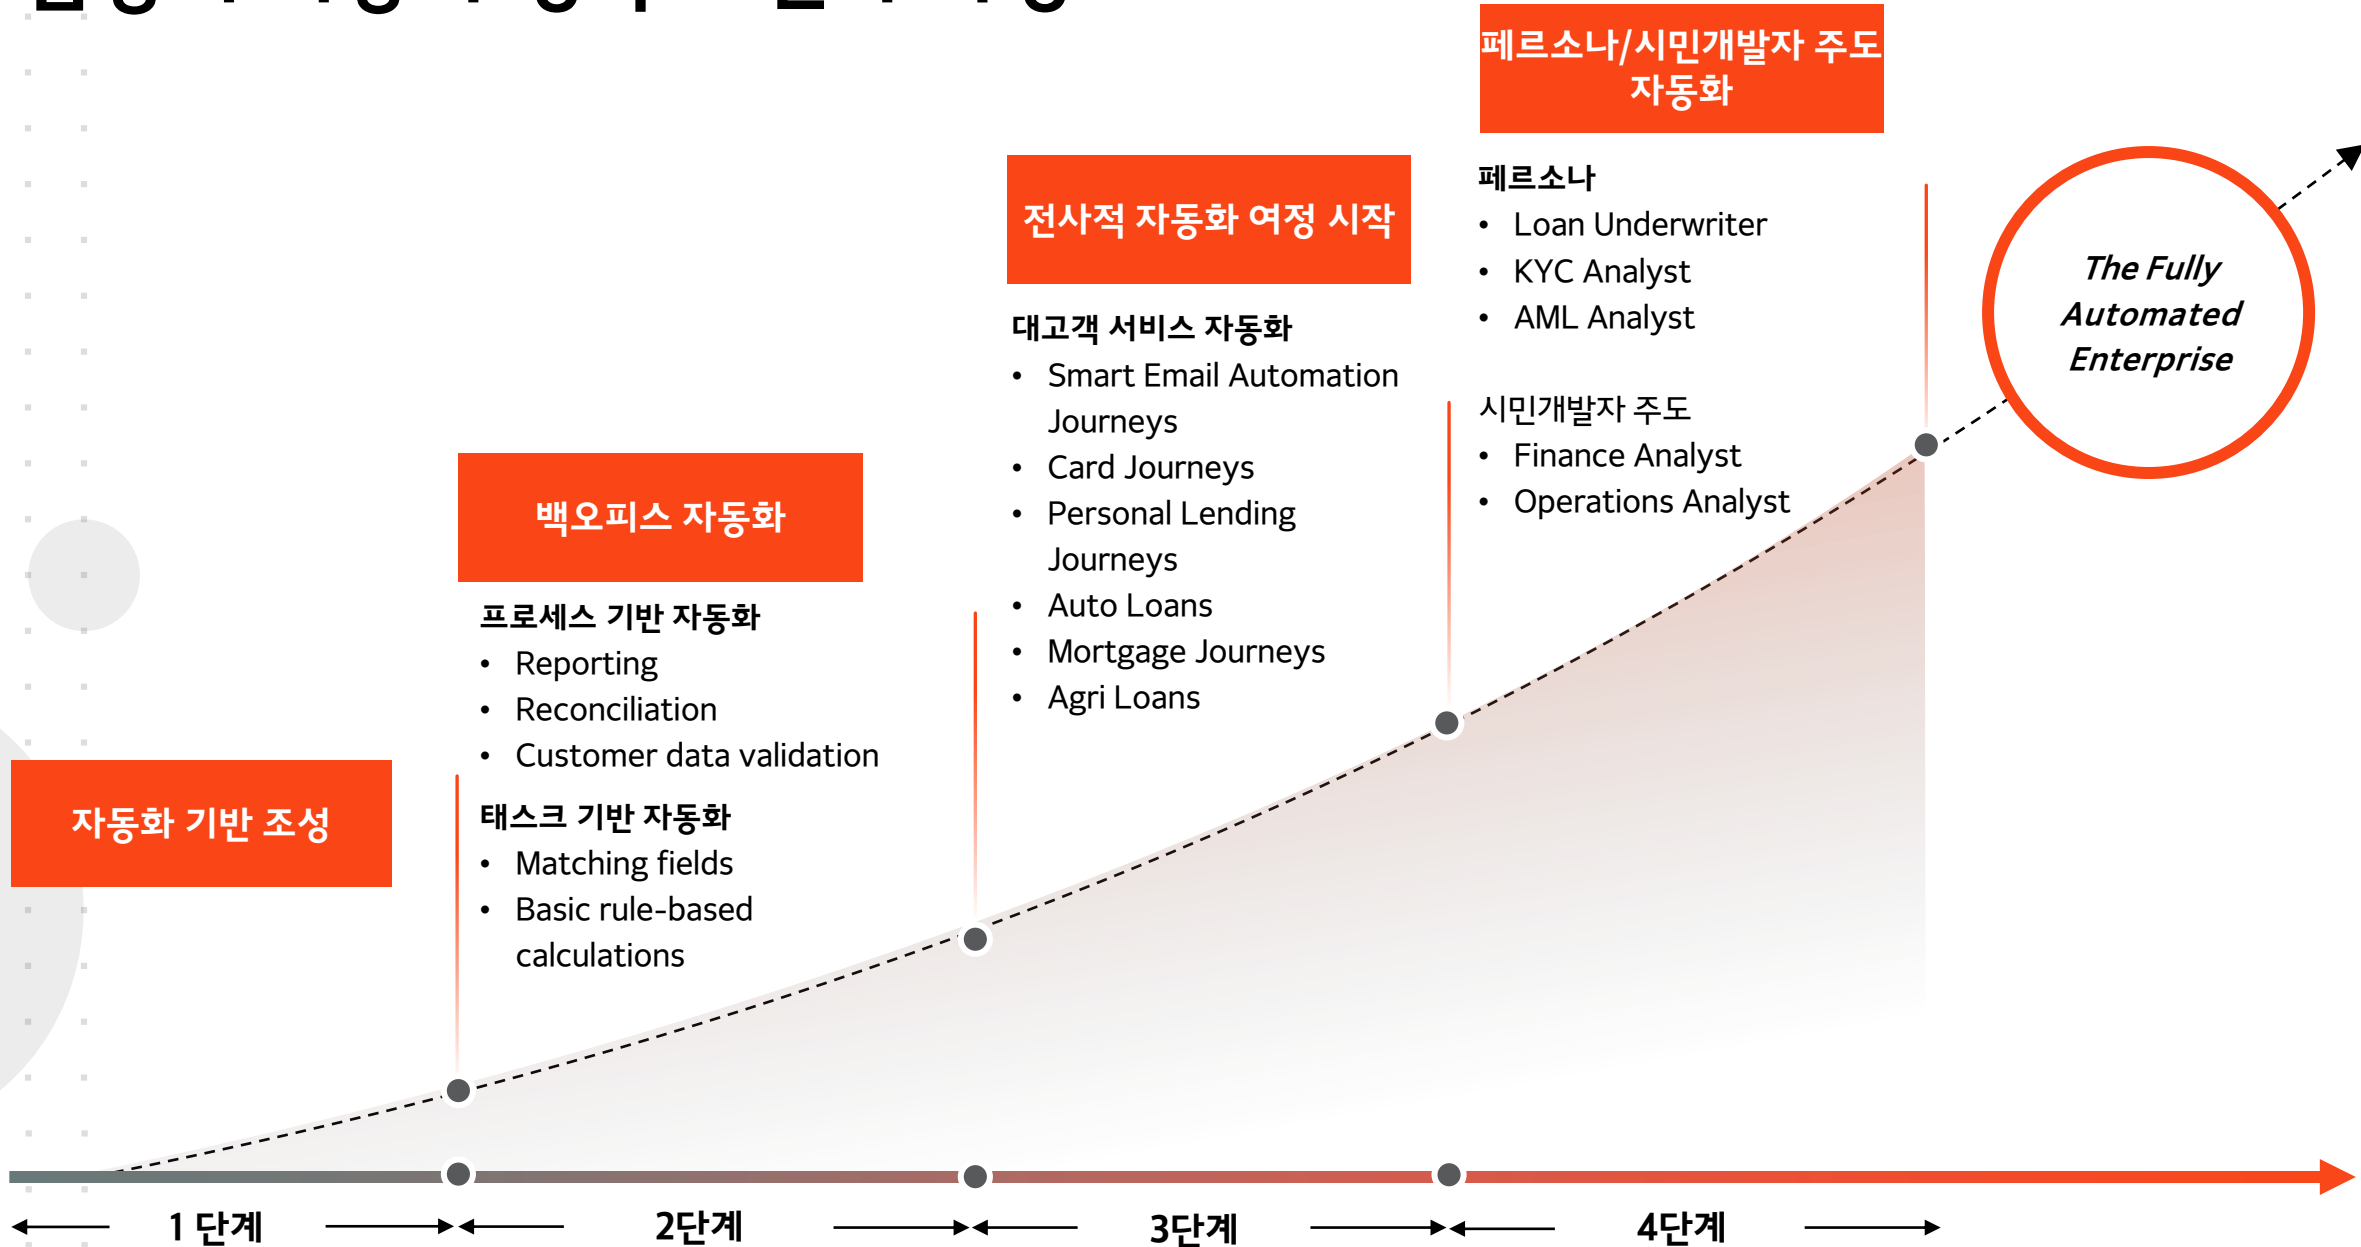 페르소나/시민개발자 주도
자동화
페르소나
• Loan Underwriter
• KYC Analyst
• AML Analyst
시민개발자 주도
• Finance Analyst
• Operations Analyst
The Fully
Automated
Enterprise
전사적 자동화 여정 시작
대고객 서비스 자동화
• Smart Email Automation
Journeys
• Card Journeys
• Personal Lending
Journeys
• Auto Loans
• Mortgage Journeys
• Agri Loans
백오피스 자동화
프로세스 기반 자동화
• Reporting
• Reconciliation
• Customer data validation
태스크 기반 자동화
• Matching fields
• Basic rule-based
calculations
자동화 기반 조성
1 단계
2단계
3단계
4단계